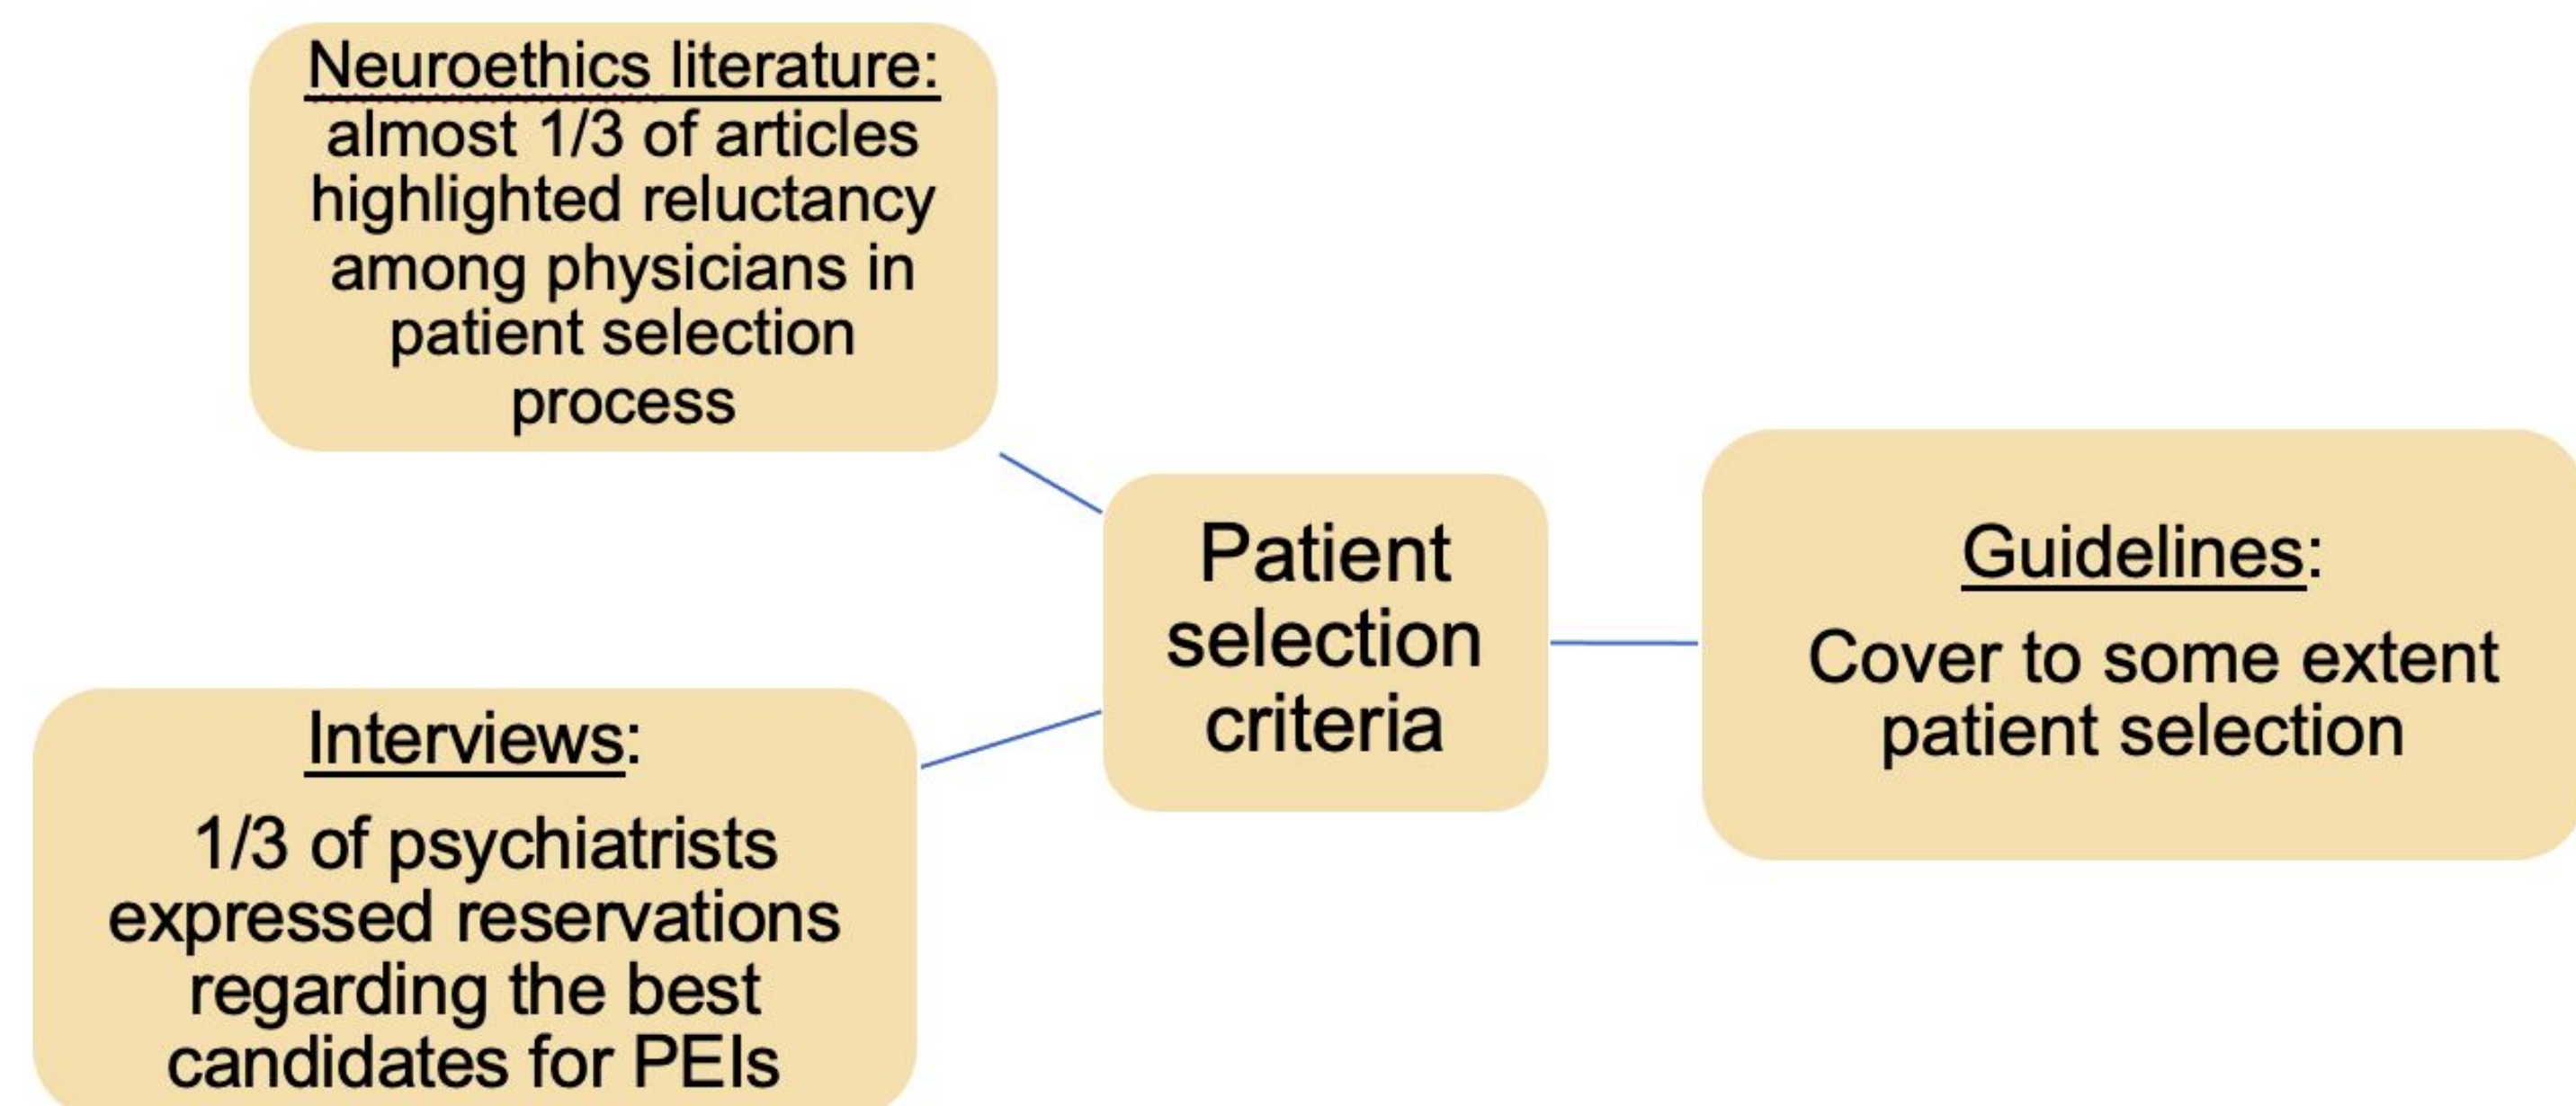 Neuroethics literature:
almost 1/3 of articles
highlighted reluctancy
among physicians in
patient selection
process
Interviews:
1/3 of psychiatrists
expressed reservations
regarding the best
candidates for PEIs
Patient
selection
criteria
Guidelines:
Cover to some extent
patient selection